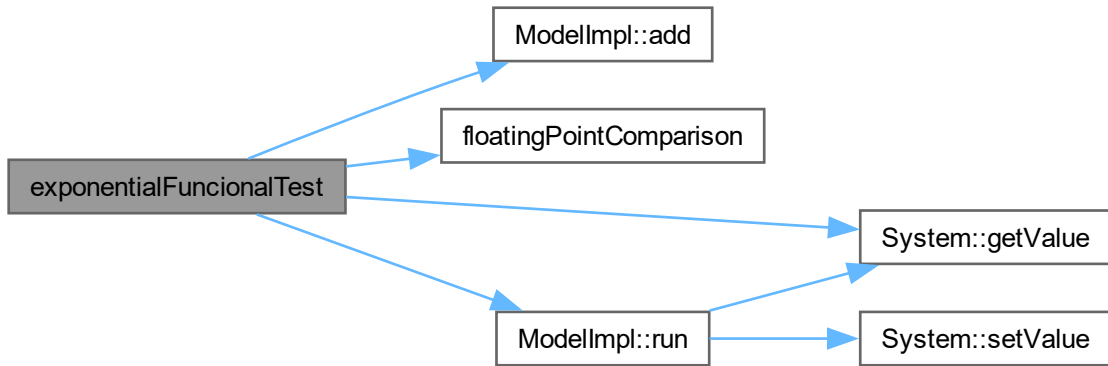 ModelImpl::add
floatingPointComparison
exponentialFuncionalTest
System::getValue
ModelImpl::run
System::setValue